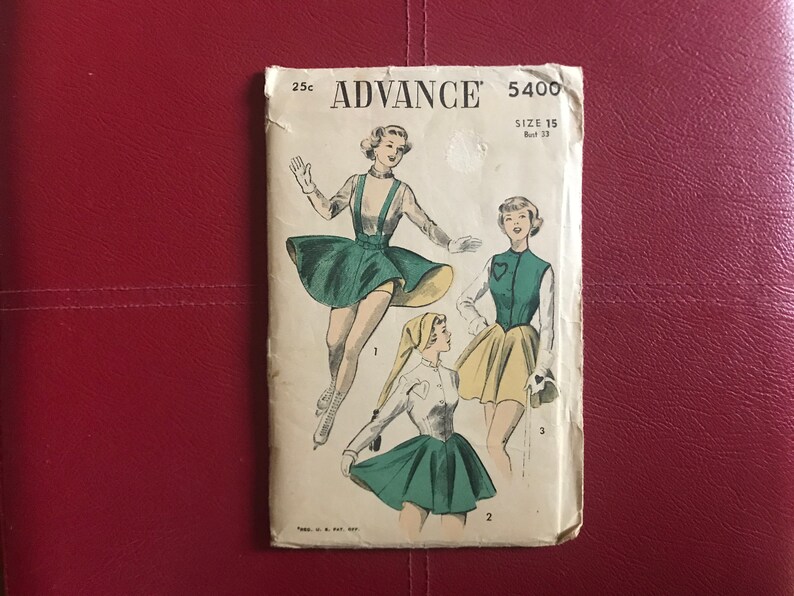 25c ADVANCE 5400
SIZE 15
Bust 33
1
3
2
*REG. U. S. PAT. OFF.